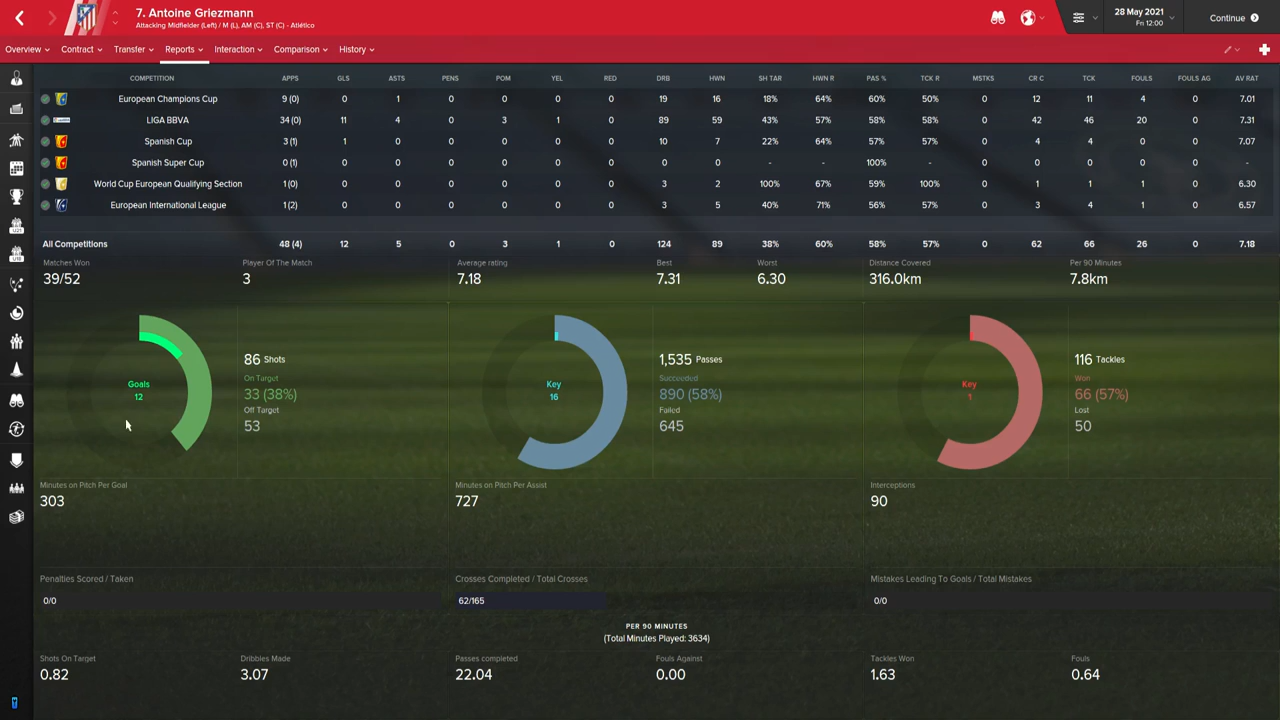 7. Antoine Griezmann
Attacking Midfielder (Left) / M (L), AM (C), ST (C) - Atlético
28 May 2021
Fri 12:00
Continue
Overview Contract Transfer Reports Interaction Comparison History
COMPETITION APPS GLS ASTS PENS POM YEL RED DRB HWN SH TAR HWN R PAS % TCK R MSTKS CR C TCK FOULS FOULS AG AV RAT
European Champions Cup 9 (0) 0 1 0 0 0 0 19 16 18% 64% 60% 50% 0 12 11 4 0 7.01
LIGA BBVA 34 (0) 11 4 0 3 1 0 89 59 43% 57% 58% 58% 0 42 46 20 0 7.31
Spanish Cup 3 (1) 1 0 0 0 0 0 10 7 22% 64% 57% 57% 0 4 4 0 0 7.07
Spanish Super Cup 0 (1) 0 0 0 0 0 0 0 0 - - 100% - 0 0 0 0 0 -
World Cup European Qualifying Section 1 (0) 0 0 0 0 0 0 3 2 100% 67% 59% 100% 0 1 1 1 0 6.30
European International League 1 (2) 0 0 0 0 0 0 3 5 40% 71% 56% 57% 0 3 4 1 0 6.57
All Competitions 48 (4) 12 5 0 3 1 0 124 89 38% 60% 58% 57% 0 62 66 26 0 7.18
Matches Won Player Of The Match Average rating Best Worst Distance Covered Per 90 Minutes
39/52 3 7.18 7.31 6.30 316.0km 7.8km
Goals
12
86 Shots
On Target
33 (38%)
Off Target
53
Key
16
1,535 Passes
Succeeded
890 (58%)
Failed
645
Key
1
116 Tackles
Won
66 (57%)
Lost
50
Minutes on Pitch Per Goal Minutes on Pitch Per Assist Interceptions
303 727 90
Penalties Scored / Taken Crosses Completed / Total Crosses Mistakes Leading To Goals / Total Mistakes
0/0 62/165 0/0
PER 90 MINUTES
(Total Minutes Played: 3634)
Shots On Target Dribbles Made Passes completed Fouls Against Tackles Won Fouls
0.82 3.07 22.04 0.00 1.63 0.64